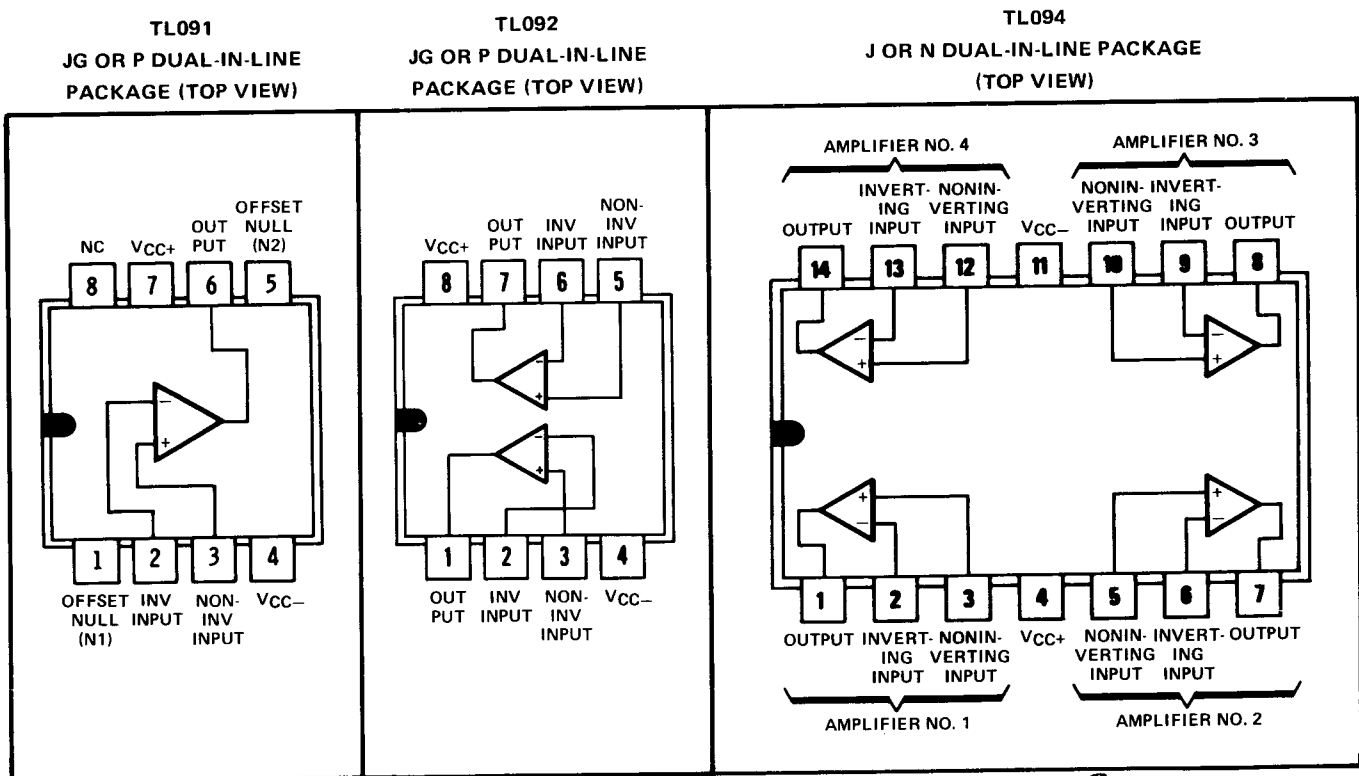 TL091
JG OR P DUAL-IN-LINE
PACKAGE (TOP VIEW)
NC
VCC+
OUT
PUT
OFFSET
NULL
(N2)
8 7 6 5
−
+
1 2 3 4
OFFSET
NULL
(N1)
INV
INPUT
NON-
INV
INPUT
VCC−
TL092
JG OR P DUAL-IN-LINE
PACKAGE (TOP VIEW)
VCC+
OUT
PUT
INV
INPUT
NON-
INV
INPUT
8 7 6 5
−
+
−
+
1 2 3 4
OUT
PUT
INV
INPUT
NON-
INV
INPUT
VCC−
TL094
J OR N DUAL-IN-LINE PACKAGE
(TOP VIEW)
AMPLIFIER NO. 4
AMPLIFIER NO. 3
OUTPUT
INVERT-
ING
INPUT
NONIN-
VERTING
INPUT
VCC−
NONIN-
VERTING
INPUT
INVERT-
ING
INPUT
OUTPUT
14 13 12 11 10 9 8
−
+
−
+
+
−
+
−
1 2 3 4 5 6 7
OUTPUT
INVERT-
ING
INPUT
NONIN-
VERTING
INPUT
VCC+
NONIN-
VERTING
INPUT
INVERT-
ING
INPUT
OUTPUT
AMPLIFIER NO. 1
AMPLIFIER NO. 2